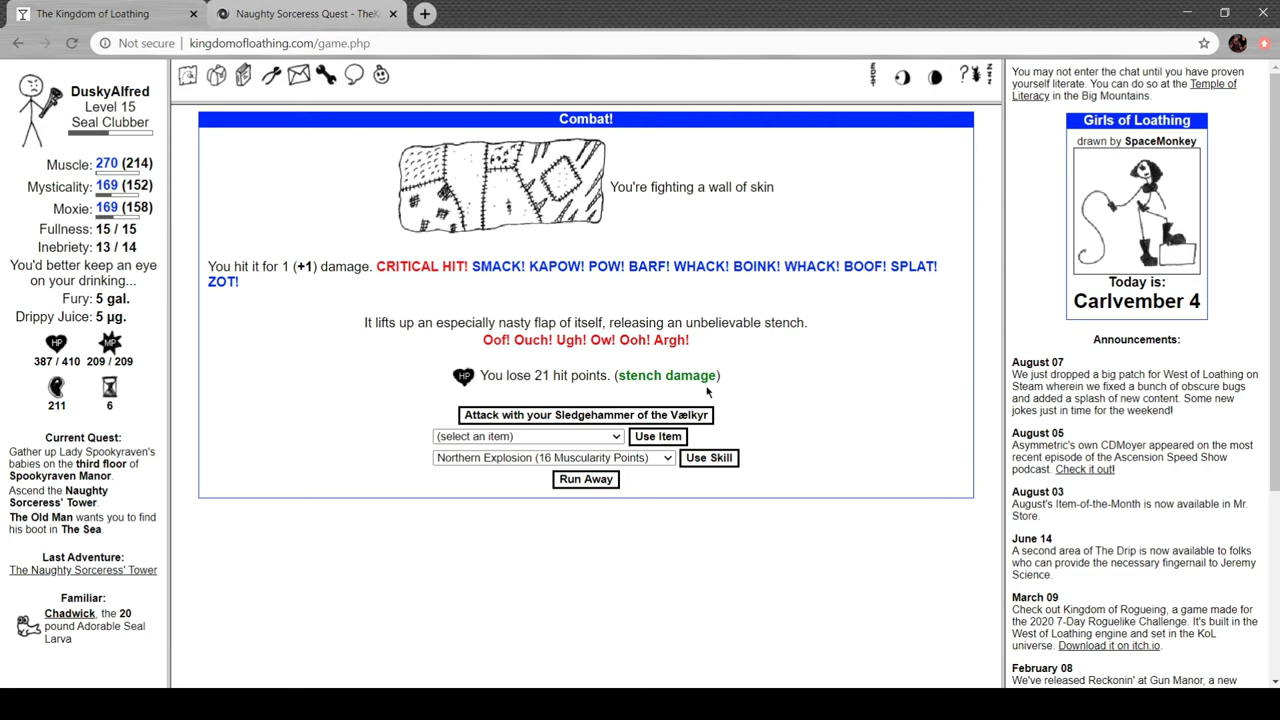 The Kingdom of Loathing
Naughty Sorceress Quest - TheK
Not secure
kingdomofloathing.com/game.php
DuskyAlfred
Level 15
Seal Clubber
Muscle: 270 (214)
Mysticality: 169 (152)
Moxie: 169 (158)
Fullness: 15 / 15
Inebriety: 13 / 14
You'd better keep an eye
on your drinking...
Fury: 5 gal.
Drippy Juice: 5 µg.
HP
MP
387 / 410
209 / 209
211
6
Current Quest:
Gather up Lady Spookyraven's
babies on the third floor of
Spookyraven Manor.
Ascend the Naughty
Sorceress' Tower.
The Old Man wants you to find
his boot in The Sea.
Last Adventure:
The Naughty Sorceress' Tower
Familiar:
Chadwick, the 20
pound Adorable Seal
Larva
Combat!
You're fighting a wall of skin
You hit it for 1 (+1) damage. CRITICAL HIT! SMACK! KAPOW! POW! BARF! WHACK! BOINK! WHACK! BOOF! SPLAT!
ZOT!
It lifts up an especially nasty flap of itself, releasing an unbelievable stench.
Oof! Ouch! Ugh! Ow! Ooh! Argh!
HP You lose 21 hit points. (stench damage)
Attack with your Sledgehammer of the Vælkyr
(select an item)
Use Item
Northern Explosion (16 Muscularity Points)
Use Skill
Run Away
You may not enter the chat until you have proven
yourself literate. You can do so at the Temple of
Literacy in the Big Mountains.
Girls of Loathing
drawn by SpaceMonkey
Today is:
Carlvember 4
Announcements:
August 07
We just dropped a big patch for West of Loathing on
Steam wherein we fixed a bunch of obscure bugs
and added a splash of new content. Some new
jokes just in time for the weekend!
August 05
Asymmetric's own CDMoyer appeared on the most
recent episode of the Ascension Speed Show
podcast. Check it out!
August 03
August's Item-of-the-Month is now available in Mr.
Store.
June 14
A second area of The Drip is now available to folks
who can provide the necessary fingernail to Jeremy
Science.
March 09
Check out Kingdom of Rogueing, a game made for
the 2020 7-Day Roguelike Challenge. It's built in the
West of Loathing engine and set in the KoL
universe. Download it on itch.io.
February 08
We've released Reckonin' at Gun Manor, a new